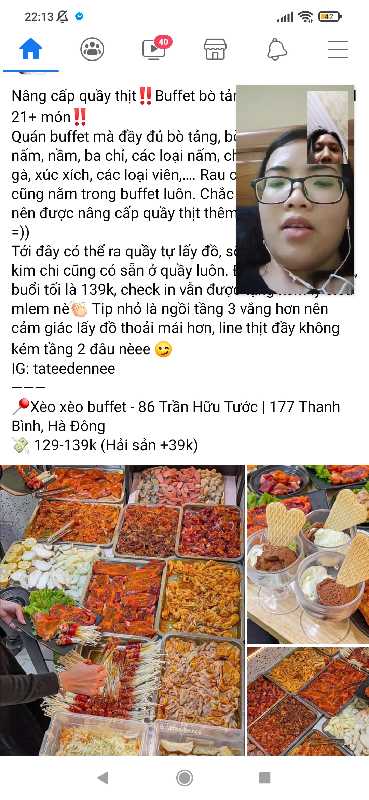 22:13
42
40
Nâng cấp quầy thịt‼️Buffet bò tản
21+ món‼️
Quán buffet mà đầy đủ bò tảng, bò
nấm, nầm, ba chỉ, các loại nấm, ch
gà, xúc xích, các loại viên,.... Rau c
cũng nằm trong buffet luôn. Chắc
nên được nâng cấp quầy thịt thêm
=))
Tới đây có thể ra quầy tự lấy đồ, số
kim chi cũng có sẵn ở quầy luôn.
buổi tối là 139k, check in vẫn được
mlem nè👏🏻 Tip nhỏ là ngồi tầng 3 vắng hơn nên
cảm giác lấy đồ thoải mái hơn, line thịt đầy không
kém tầng 2 đâu nèee 😋
IG: tateedennee
———
📍Xèo xèo buffet - 86 Trần Hữu Tước | 177 Thanh
Bình, Hà Đông
💸 129-139k (Hải sản +39k)